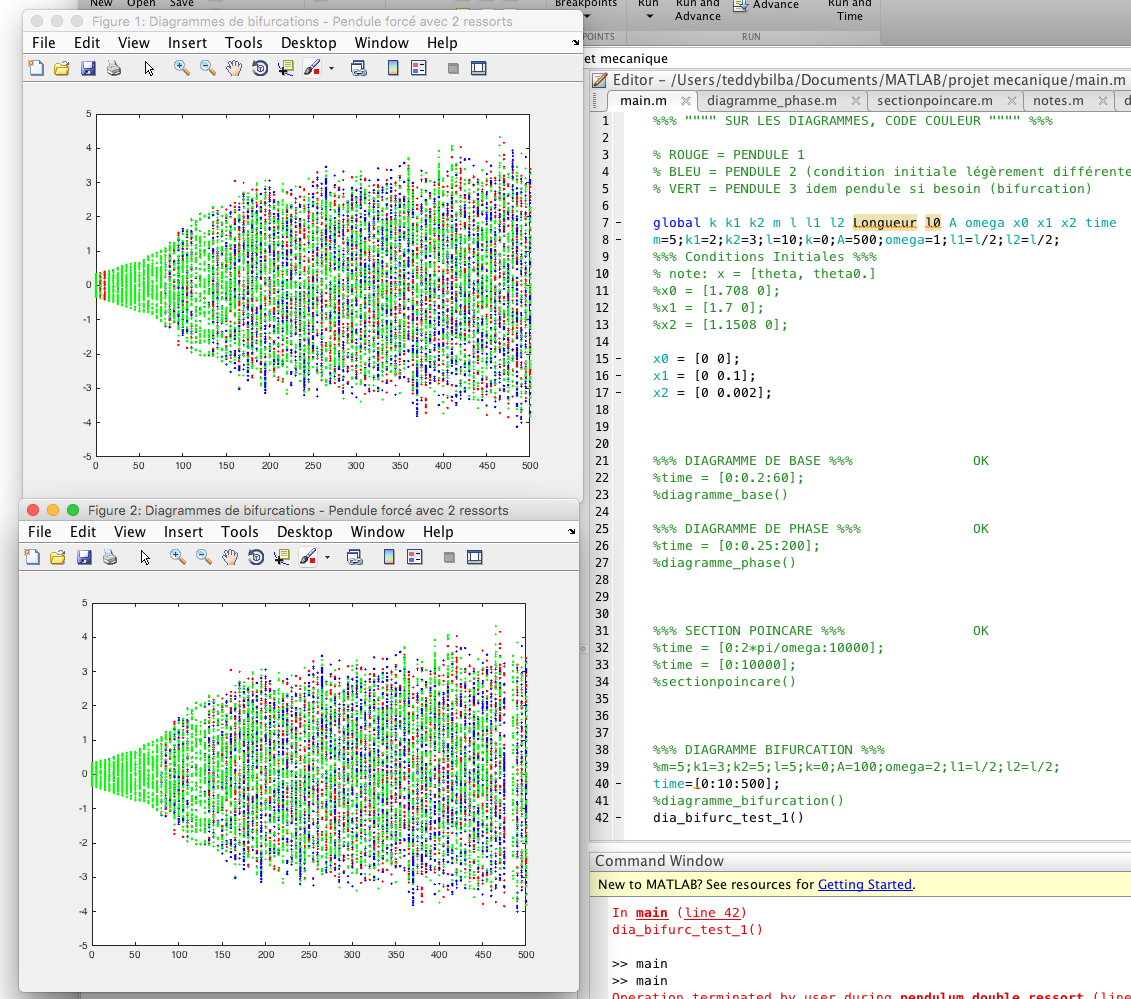 New Open Save
Breakpoints Run Run and Advance Advance Run and Time
POINTS RUN
Figure 1: Diagrammes de bifurcations - Pendule forcé avec 2 ressorts
File Edit View Insert Tools Desktop Window Help
5
4
3
2
1
0
-1
-2
-3
-4
-5
0 50 100 150 200 250 300 350 400 450 500
Figure 2: Diagrammes de bifurcations - Pendule forcé avec 2 ressorts
File Edit View Insert Tools Desktop Window Help
5
4
3
2
1
0
-1
-2
-3
-4
-5
0 50 100 150 200 250 300 350 400 450 500
et mecanique
Editor - /Users/teddybilba/Documents/MATLAB/projet mecanique/main.m
main.m diagramme_phase.m sectionpoincare.m notes.m d
1 %%% """" SUR LES DIAGRAMMES, CODE COULEUR """" %%%
2
3 % ROUGE = PENDULE 1
4 % BLEU = PENDULE 2 (condition initiale légèrement différente
5 % VERT = PENDULE 3 idem pendule si besoin (bifurcation)
6
7 - global k k1 k2 m l l1 l2 Longueur l0 A omega x0 x1 x2 time
8 - m=5;k1=2;k2=3;l=10;k=0;A=500;omega=1;l1=l/2;l2=l/2;
9 %%% Conditions Initiales %%%
10 % note: x = [theta, theta0.]
11 %x0 = [1.708 0];
12 %x1 = [1.7 0];
13 %x2 = [1.1508 0];
14
15 - x0 = [0 0];
16 - x1 = [0 0.1];
17 - x2 = [0 0.002];
18
19
20
21 %%% DIAGRAMME DE BASE %%% OK
22 %time = [0:0.2:60];
23 %diagramme_base()
24
25 %%% DIAGRAMME DE PHASE %%% OK
26 %time = [0:0.25:200];
27 %diagramme_phase()
28
29
30
31 %%% SECTION POINCARE %%% OK
32 %time = [0:2*pi/omega:10000];
33 %time = [0:10000];
34 %sectionpoincare()
35
36
37
38 %%% DIAGRAMME BIFURCATION %%%
39 %m=5;k1=3;k2=5;l=5;k=0;A=100;omega=2;l1=l/2;l2=l/2;
40 - time=[0:10:500];
41 %diagramme_bifurcation()
42 - dia_bifurc_test_1()
Command Window
New to MATLAB? See resources for Getting Started.
In main (line 42)
dia_bifurc_test_1()
>> main
>> main
Operation terminated by user during pendulum_double_ressort (line